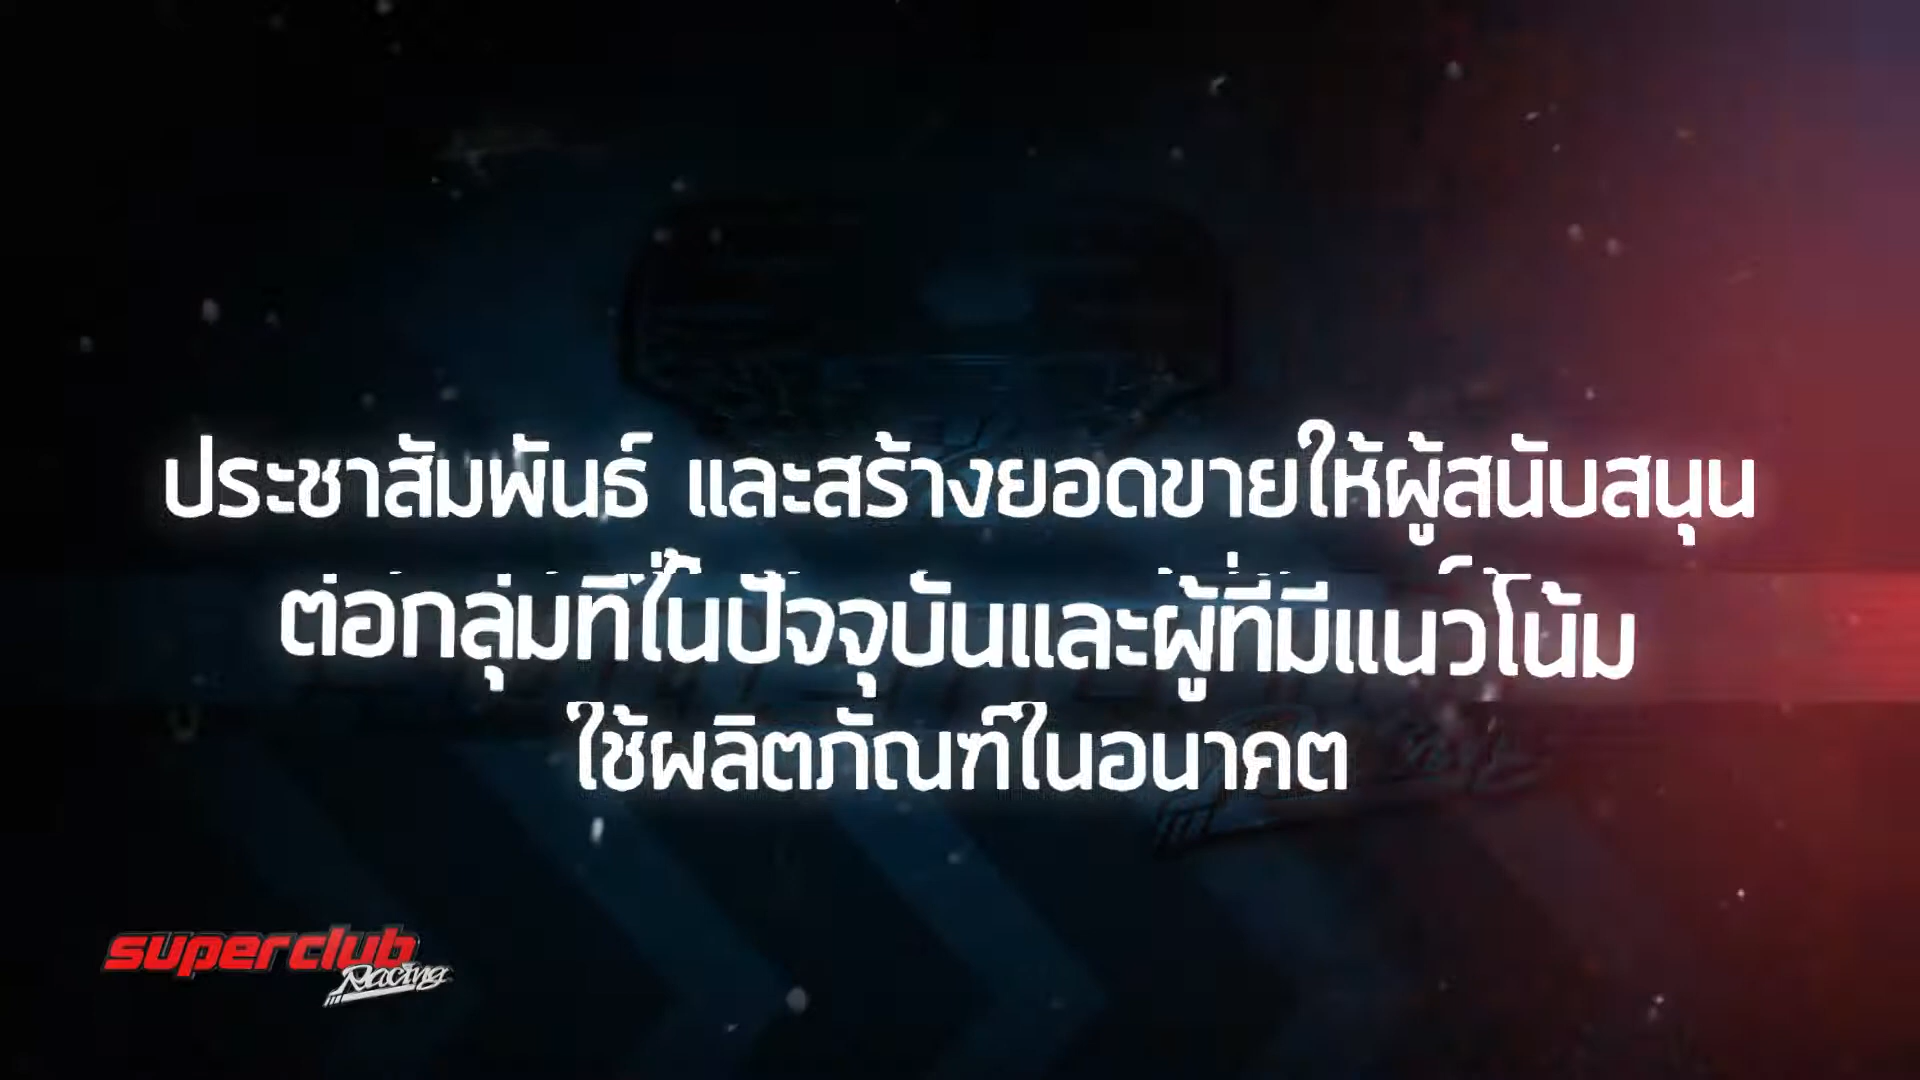 ประชาสัมพันธ์ และสร้างยอดขายให้ผู้สนับสนุน
ต่อกลุ่มที่ในปัจจุบันและผู้ที่มีแนวโน้ม
ใช้ผลิตภัณฑ์ในอนาคต
superclub
Racing